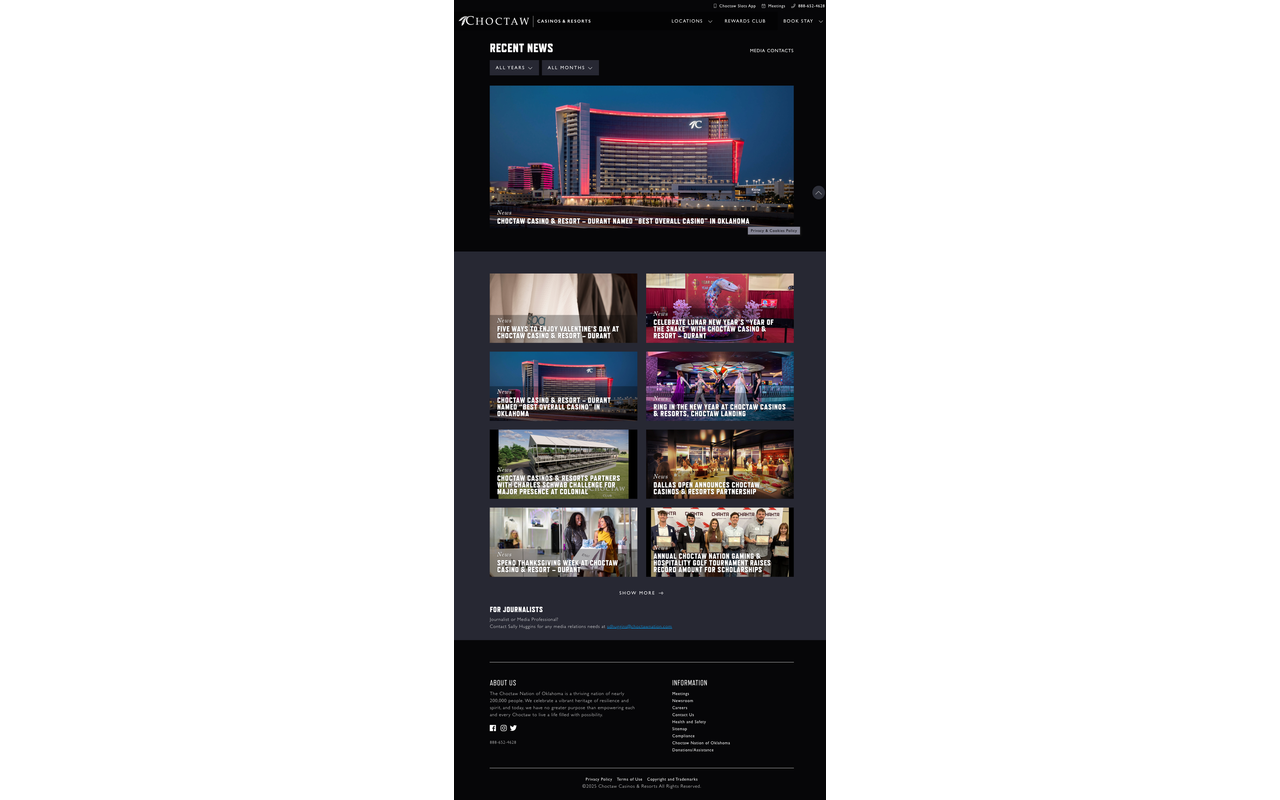 Choctaw Slots App Meetings 888-652-4628
CHOCTAW CASINOS & RESORTS
LOCATIONS REWARDS CLUB BOOK STAY
RECENT NEWS
MEDIA CONTACTS
ALL YEARS ALL MONTHS
News
CHOCTAW CASINO & RESORT – DURANT NAMED “BEST OVERALL CASINO” IN OKLAHOMA
Privacy & Cookies Policy
News
FIVE WAYS TO ENJOY VALENTINE'S DAY AT
CHOCTAW CASINO & RESORT – DURANT
News
CELEBRATE LUNAR NEW YEAR'S “YEAR OF
THE SNAKE” WITH CHOCTAW CASINO &
RESORT – DURANT
News
CHOCTAW CASINO & RESORT – DURANT
NAMED “BEST OVERALL CASINO” IN
OKLAHOMA
News
RING IN THE NEW YEAR AT CHOCTAW CASINOS
& RESORTS, CHOCTAW LANDING
News
CHOCTAW CASINOS & RESORTS PARTNERS
WITH CHARLES SCHWAB CHALLENGE FOR
MAJOR PRESENCE AT COLONIAL
News
DALLAS OPEN ANNOUNCES CHOCTAW
CASINOS & RESORTS PARTNERSHIP
News
SPEND THANKSGIVING WEEK AT CHOCTAW
CASINO & RESORT – DURANT
News
ANNUAL CHOCTAW NATION GAMING &
HOSPITALITY GOLF TOURNAMENT RAISES
RECORD AMOUNT FOR SCHOLARSHIPS
SHOW MORE
FOR JOURNALISTS
Journalist or Media Professional?
Contact Sally Huggins for any media relations needs at
ABOUT US
The Choctaw Nation of Oklahoma is a thriving nation of nearly
200,000 people. We celebrate a vibrant heritage of resilience and
spirit, and today, we have no greater purpose than empowering each
and every Choctaw to live a life filled with possibility.
888-652-4628
INFORMATION
Meetings
Newsroom
Careers
Contact Us
Health and Safety
Sitemap
Compliance
Choctaw Nation of Oklahoma
Donations/Assistance
Privacy Policy Terms of Use Copyright and Trademarks
©2025 Choctaw Casinos & Resorts All Rights Reserved.